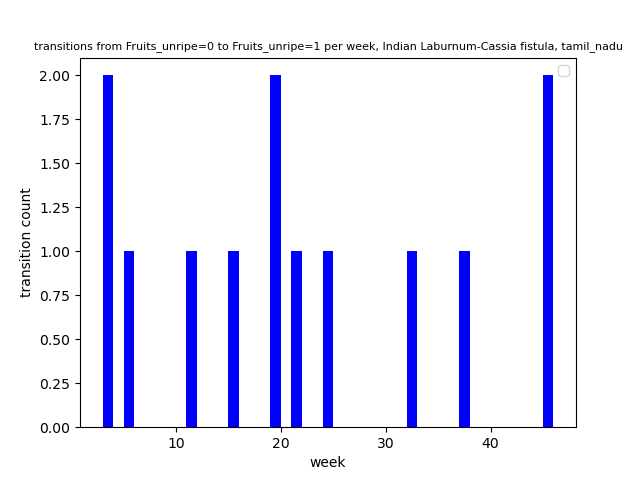 transitions from Fruits_unripe=0 to Fruits_unripe=1 per week, Indian Laburnum-Cassia fistula, tamil_nadu
2.00
1.75
1.50
1.25
1.00
0.75
0.50
0.25
0.00
transition count
10 20 30 40
week